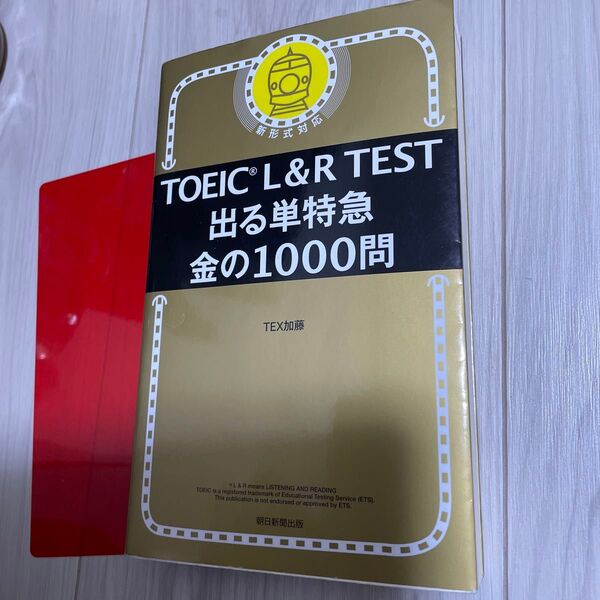 新形式対応
TOEIC® L&R TEST
出る単特急
金の1000問
TEX加藤
※L & R means LISTENING AND READING.
TOEIC is a registered trademark of Educational Testing Service (ETS).
This publication is not endorsed or approved by ETS.
朝日新聞出版